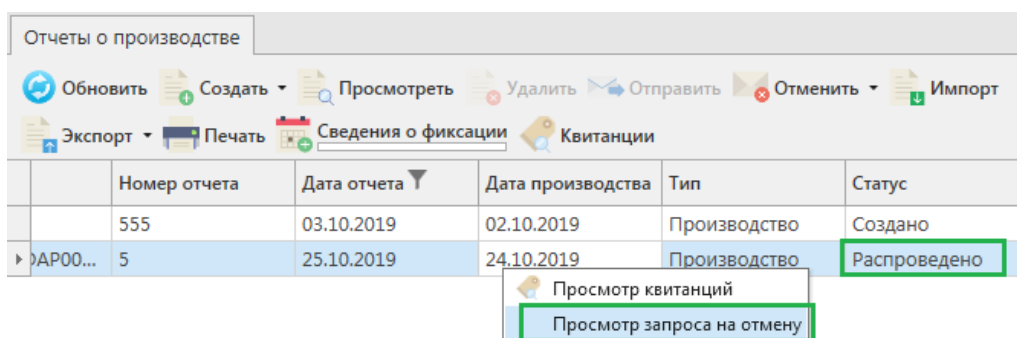 Отчеты о производстве
Обновить Создать Просмотреть Удалить Отправить Отменить Импорт
Экспорт Печать Сведения о фиксации Квитанции
Номер отчета Дата отчета Дата производства Тип Статус
555 03.10.2019 02.10.2019 Производство Создано
DAP00... 5 25.10.2019 24.10.2019 Производство Распроведено
Просмотр квитанций
Просмотр запроса на отмену